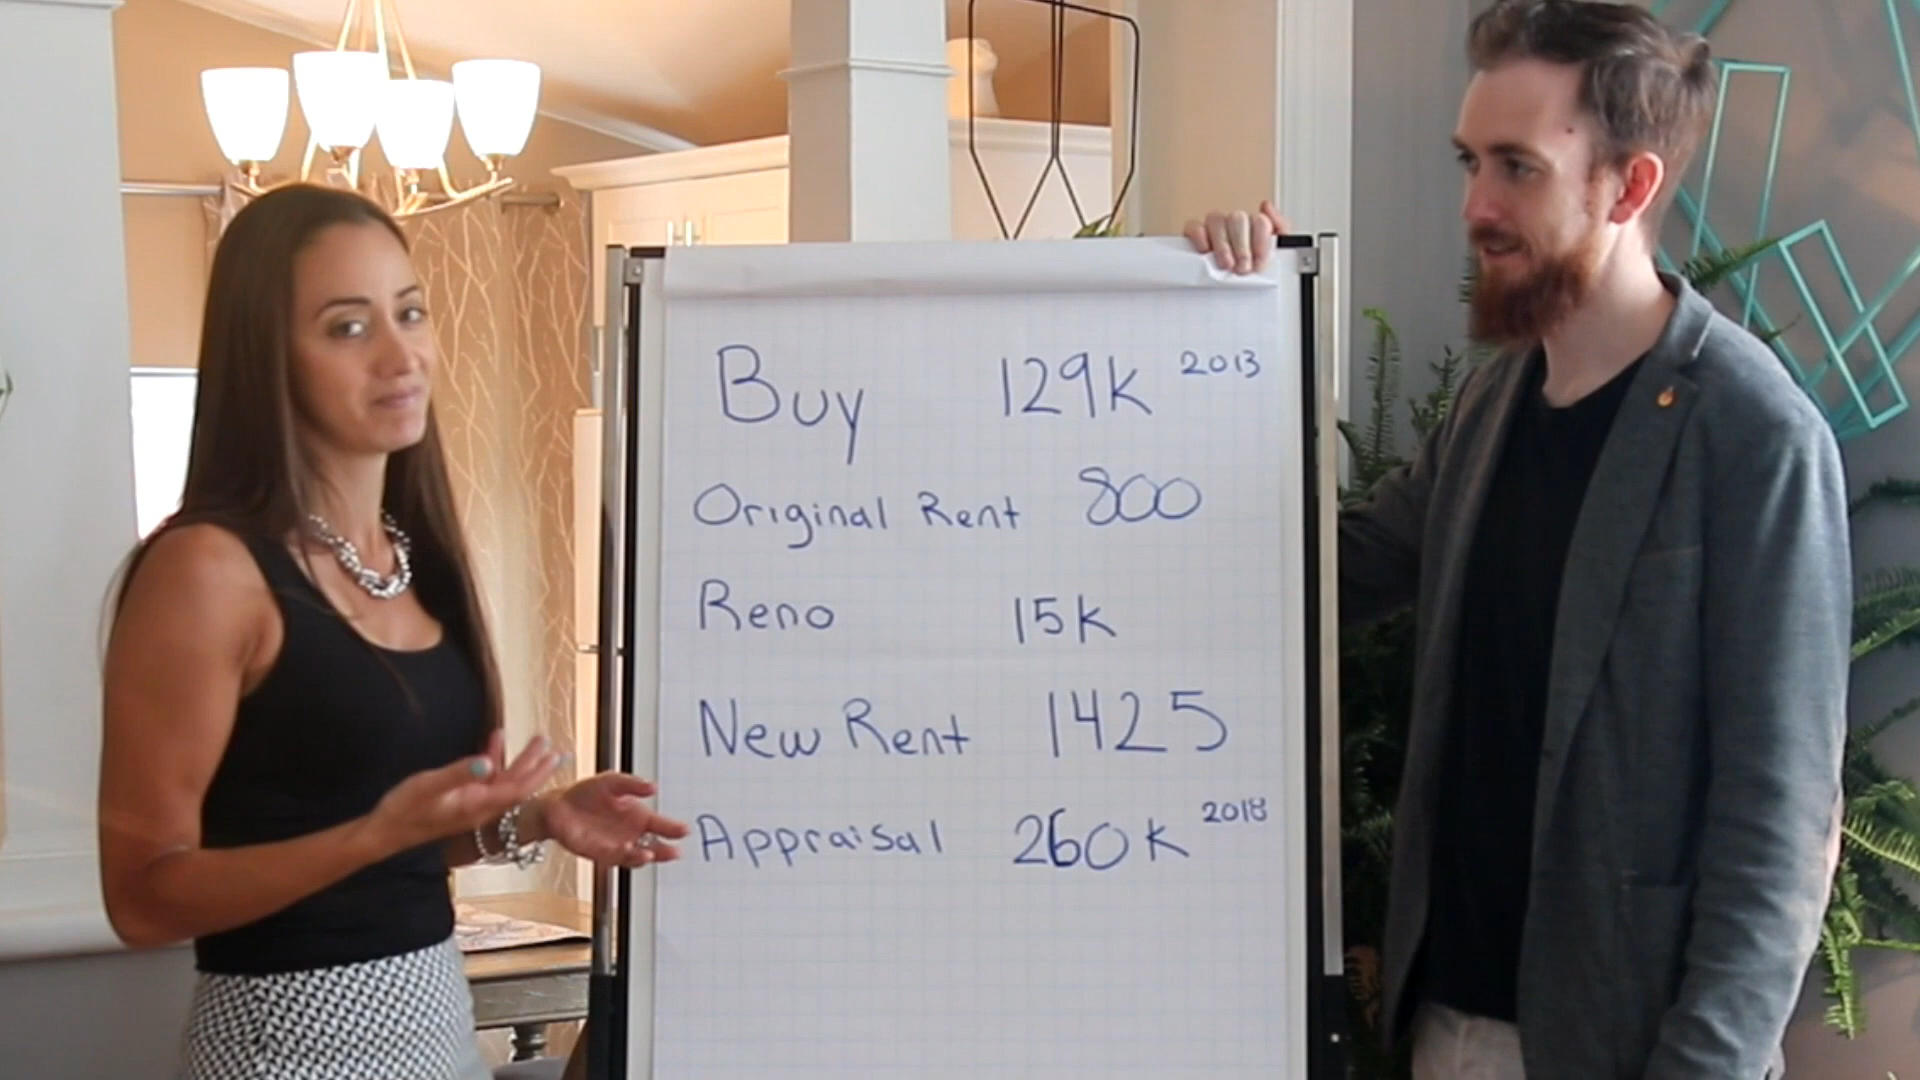 Buy 129k 2013
Original Rent 800
Reno 15k
New Rent 1425
Appraisal 260k 2018